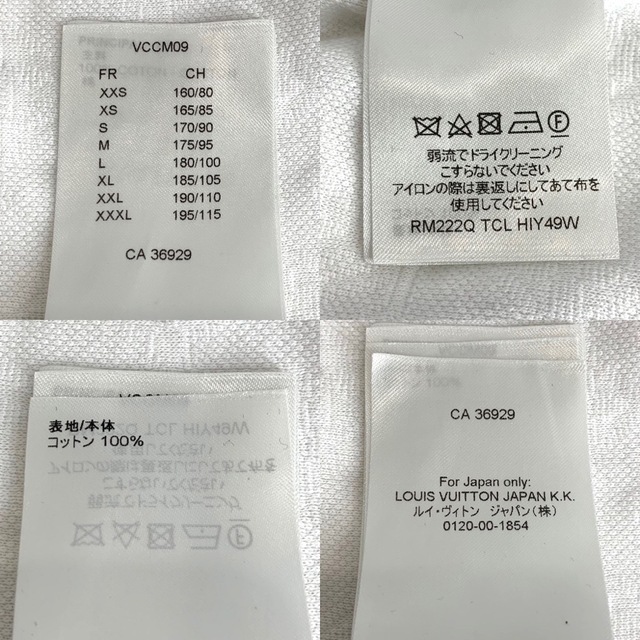 VCCM09
FR CH
XXS 160/80
XS 165/85
S 170/90
M 175/95
L 180/100
XL 185/105
XXL 190/110
XXXL 195/115
CA 36929
弱流でドライクリーニング
こすらないでください
アイロンの際は裏返しにしてあて布を
使用してください
RM222Q TCL HIY49W
表地/本体
コットン 100%
CA 36929
For Japan only:
LOUIS VUITTON JAPAN K.K.
ルイ・ヴィトン ジャパン(株)
0120-00-1854